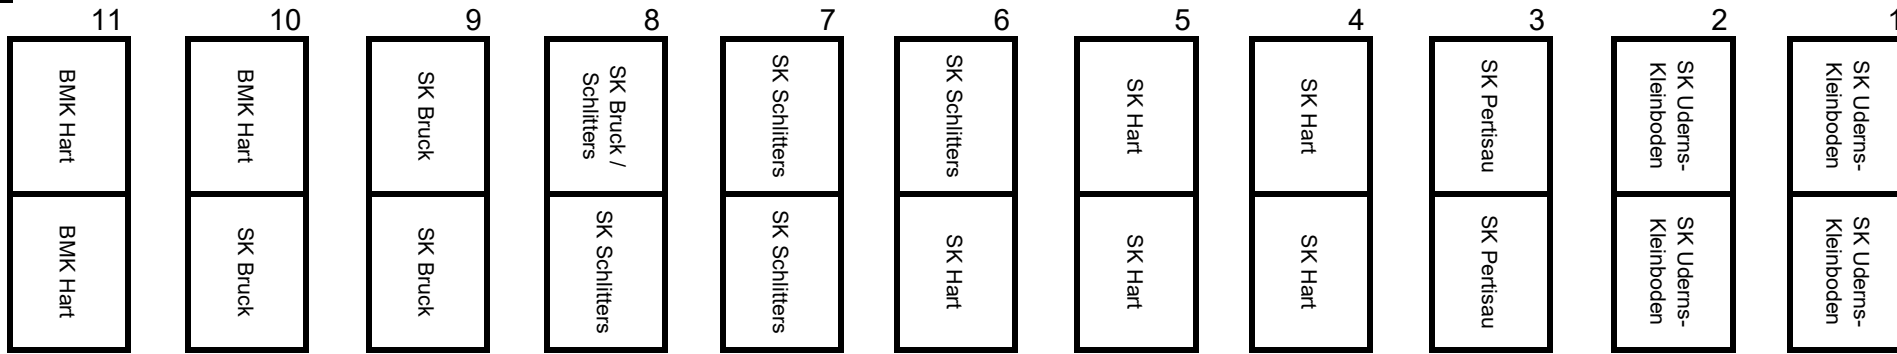 11
10
9
8
7
6
5
4
3
2
1
BMK Hart
BMK Hart
SK Bruck
SK Bruck /
Schlitters
SK Schlitters
SK Schlitters
SK Hart
SK Hart
SK Pertisau
SK Uderns-
Kleinboden
SK Uderns-
Kleinboden
BMK Hart
SK Bruck
SK Bruck
SK Schlitters
SK Schlitters
SK Hart
SK Hart
SK Hart
SK Pertisau
SK Uderns-
Kleinboden
SK Uderns-
Kleinboden